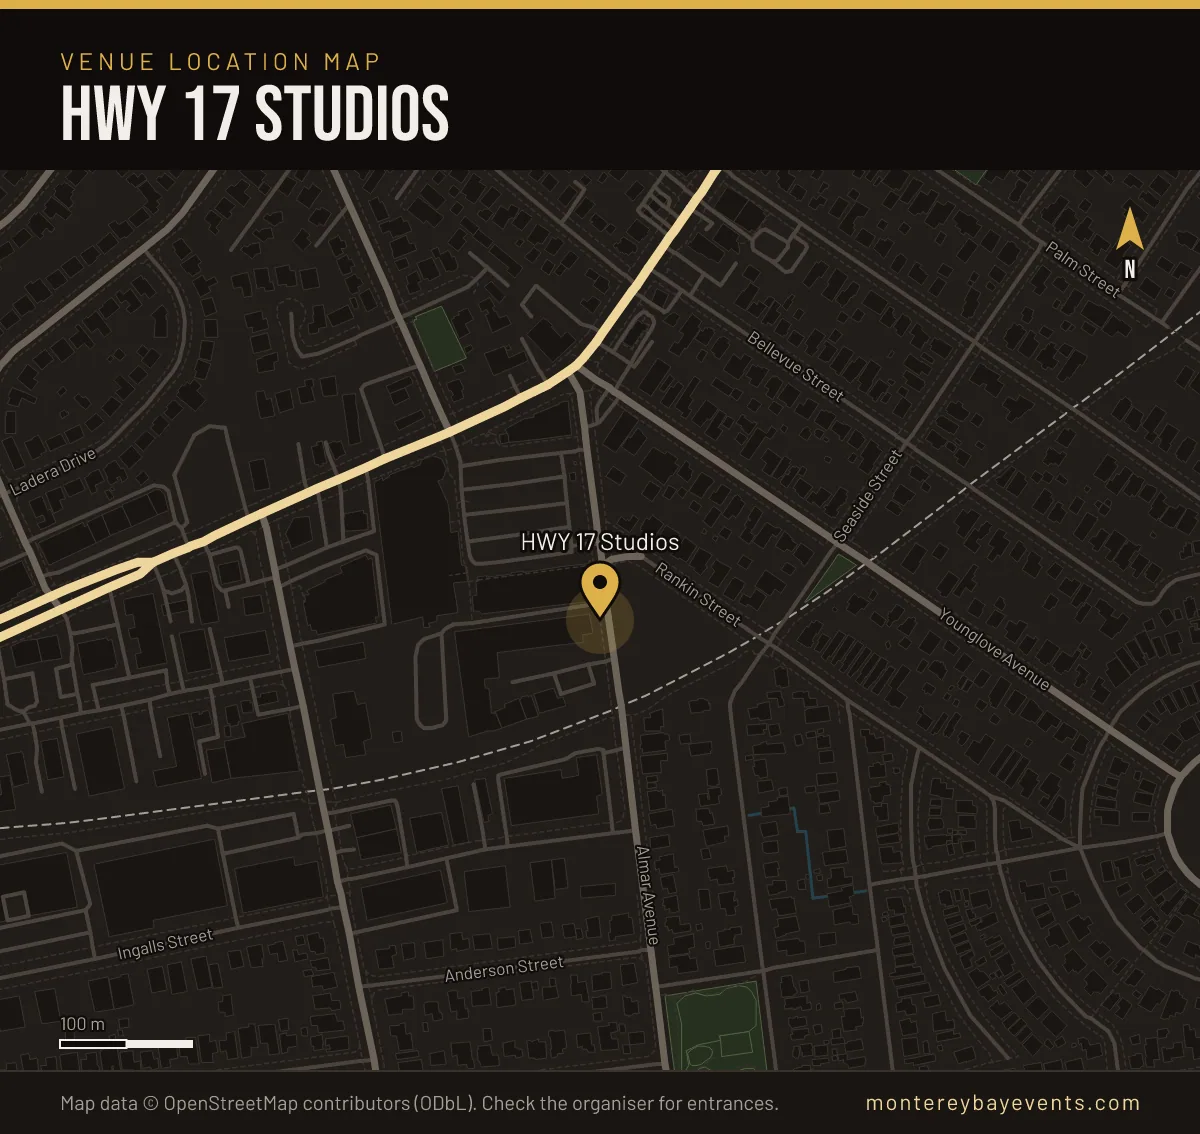 VENUE LOCATION MAP
HWY 17 STUDIOS
N
Palm Street
Bellevue Street
Ladera Drive
Seaside Street
HWY 17 Studios
Rankin Street
Younglove Avenue
Almar Avenue
Ingalls Street
Anderson Street
100 m
Map data © OpenStreetMap contributors (ODbL). Check the organiser for entrances.
montereybayevents.com